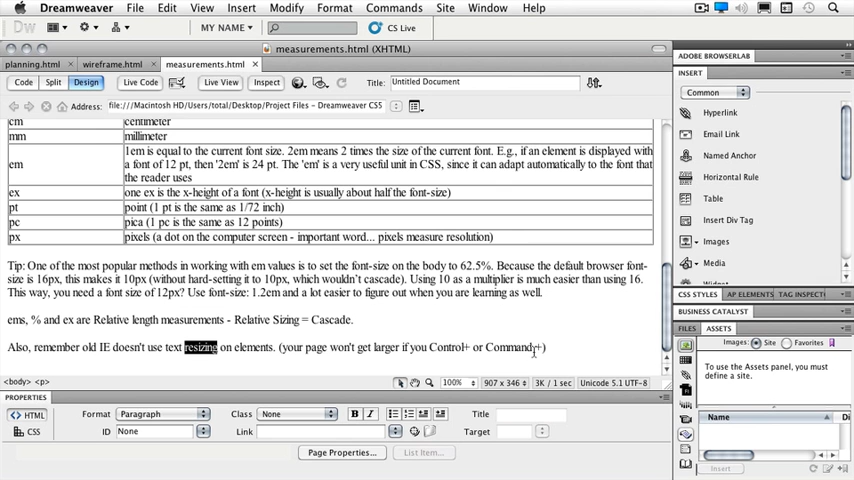 Dreamweaver File Edit View Insert Modify Format Commands Site Window Help
Dw MY NAME CS Live
measurements.html (XHTML)
planning.html × wireframe.html × measurements.html ×
Code Split Design Live Code Live View Inspect Title: Untitled Document
Address: file:///Macintosh HD/Users/total/Desktop/Project Files - Dreamweaver CS5
cm centimeter
mm millimeter
em 1em is equal to the current font size. 2em means 2 times the size of the current font. E.g., if an element is displayed with
a font of 12 pt, then '2em' is 24 pt. The 'em' is a very useful unit in CSS, since it can adapt automatically to the font that
the reader uses
ex one ex is the x-height of a font (x-height is usually about half the font-size)
pt point (1 pt is the same as 1/72 inch)
pc pica (1 pc is the same as 12 points)
px pixels (a dot on the computer screen - important word... pixels measure resolution)
Tip: One of the most popular methods in working with em values is to set the font-size on the body to 62.5%. Because the default browser font-
size is 16px, this makes it 10px (without hard-setting it to 10px, which wouldn't cascade). Using 10 as a multiplier is much easier than using 16.
This way, you need a font size of 12px? Use font-size: 1.2em and a lot easier to figure out when you are learning as well.
ems, % and ex are Relative length measurements - Relative Sizing = Cascade.
Also, remember old IE doesn't use text resizing on elements. (your page won't get larger if you Control+ or Command+)
<body> <p> 100% 907 x 346 3K / 1 sec Unicode 5.1 UTF-8
PROPERTIES
HTML Format Paragraph Class None B I Title
CSS ID None Link Target
Page Properties... List Item...
ADOBE BROWSERLAB
INSERT
Common
Hyperlink
Email Link
Named Anchor
Horizontal Rule
Table
Insert Div Tag
Images
Media
CSS STYLES AP ELEMENTS TAG INSPECT
BUSINESS CATALYST
FILES ASSETS
Images: Site Favorites
To use the Assets panel, you must
define a site.
Name Di
Insert